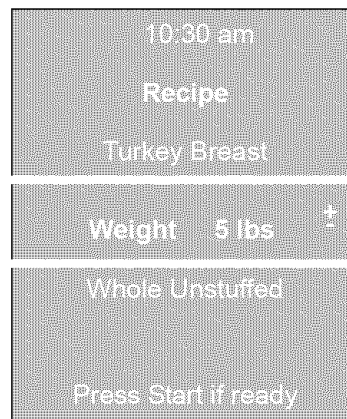 10:30 am
Recipe
Turkey Breast
Weight 5 lbs +
-
Whole Unstuffed
Press Start if ready